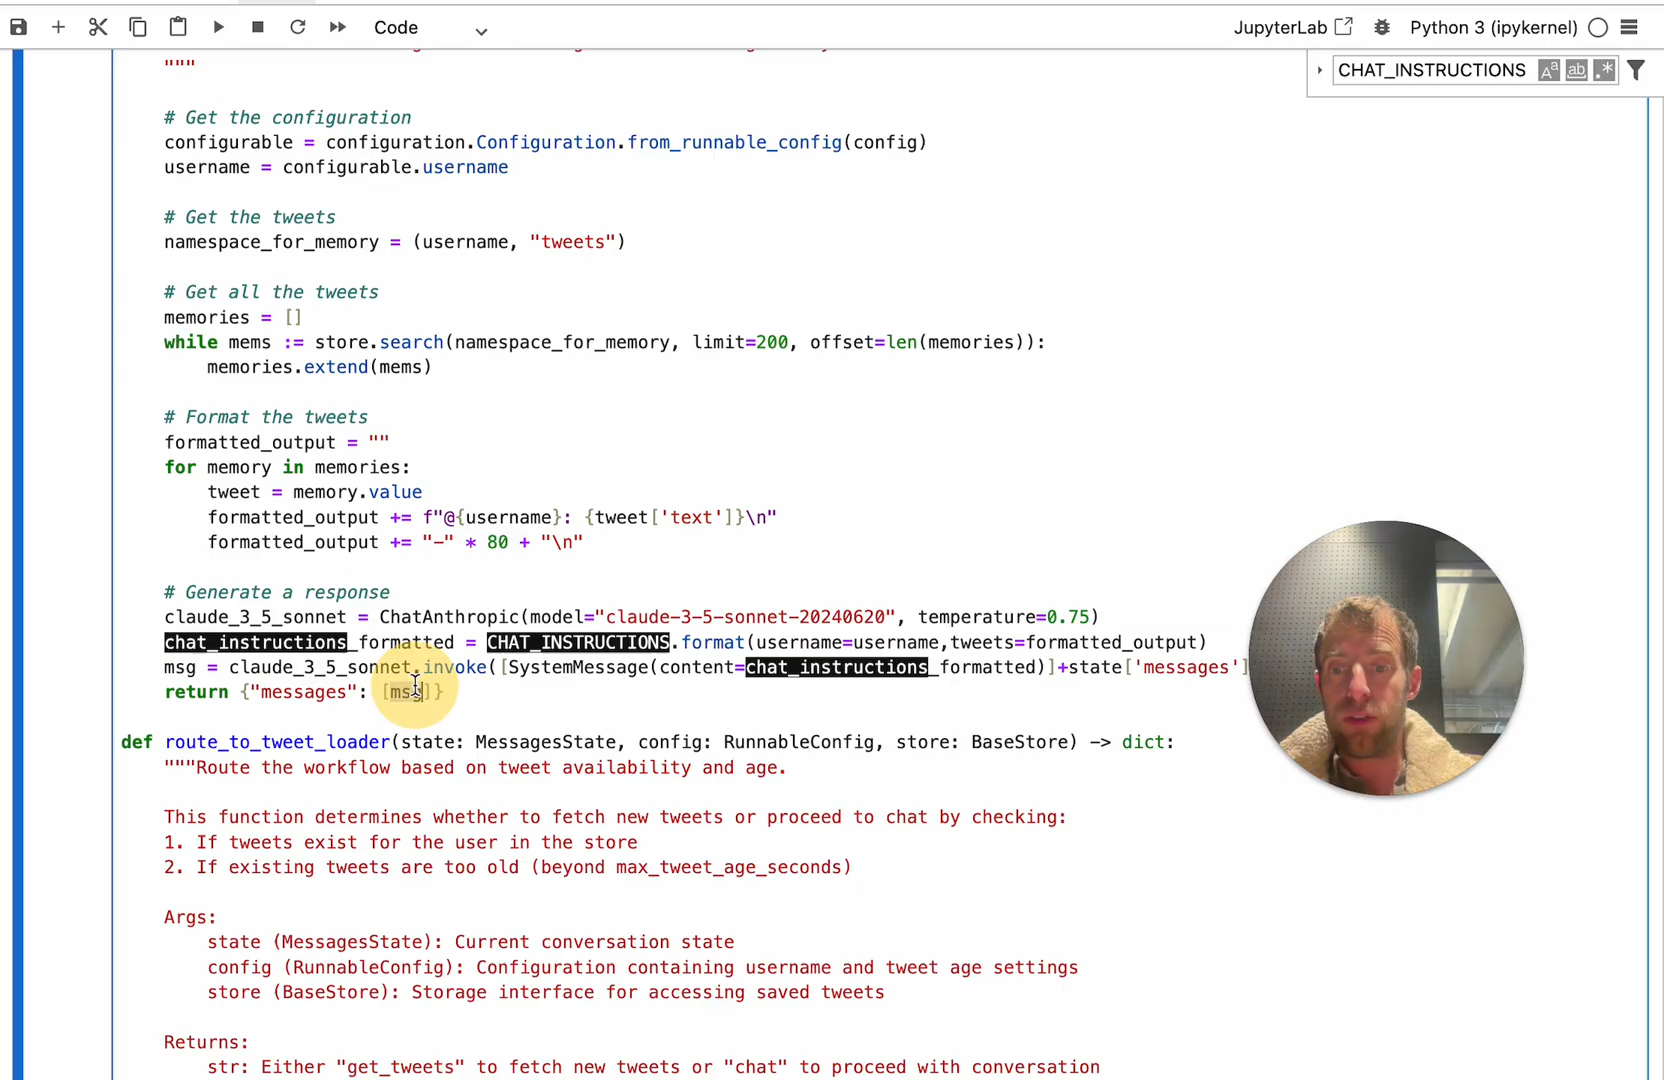 Code
JupyterLab
Python 3 (ipykernel)
CHAT_INSTRUCTIONS
"""
# Get the configuration
configurable = configuration.Configuration.from_runnable_config(config)
username = configurable.username
# Get the tweets
namespace_for_memory = (username, "tweets")
# Get all the tweets
memories = []
while mems := store.search(namespace_for_memory, limit=200, offset=len(memories)):
    memories.extend(mems)
# Format the tweets
formatted_output = ""
for memory in memories:
    tweet = memory.value
    formatted_output += f"@{username}: {tweet['text']}\n"
    formatted_output += "-" * 80 + "\n"
# Generate a response
claude_3_5_sonnet = ChatAnthropic(model="claude-3-5-sonnet-20240620", temperature=0.75)
chat_instructions_formatted = CHAT_INSTRUCTIONS.format(username=username,tweets=formatted_output)
msg = claude_3_5_sonnet.invoke([SystemMessage(content=chat_instructions_formatted)]+state['messages']
return {"messages": [msg]}
def route_to_tweet_loader(state: MessagesState, config: RunnableConfig, store: BaseStore) -> dict:
    """Route the workflow based on tweet availability and age.
    This function determines whether to fetch new tweets or proceed to chat by checking:
    1. If tweets exist for the user in the store
    2. If existing tweets are too old (beyond max_tweet_age_seconds)
    Args:
        state (MessagesState): Current conversation state
        config (RunnableConfig): Configuration containing username and tweet age settings
        store (BaseStore): Storage interface for accessing saved tweets
    Returns:
        str: Either "get_tweets" to fetch new tweets or "chat" to proceed with conversation